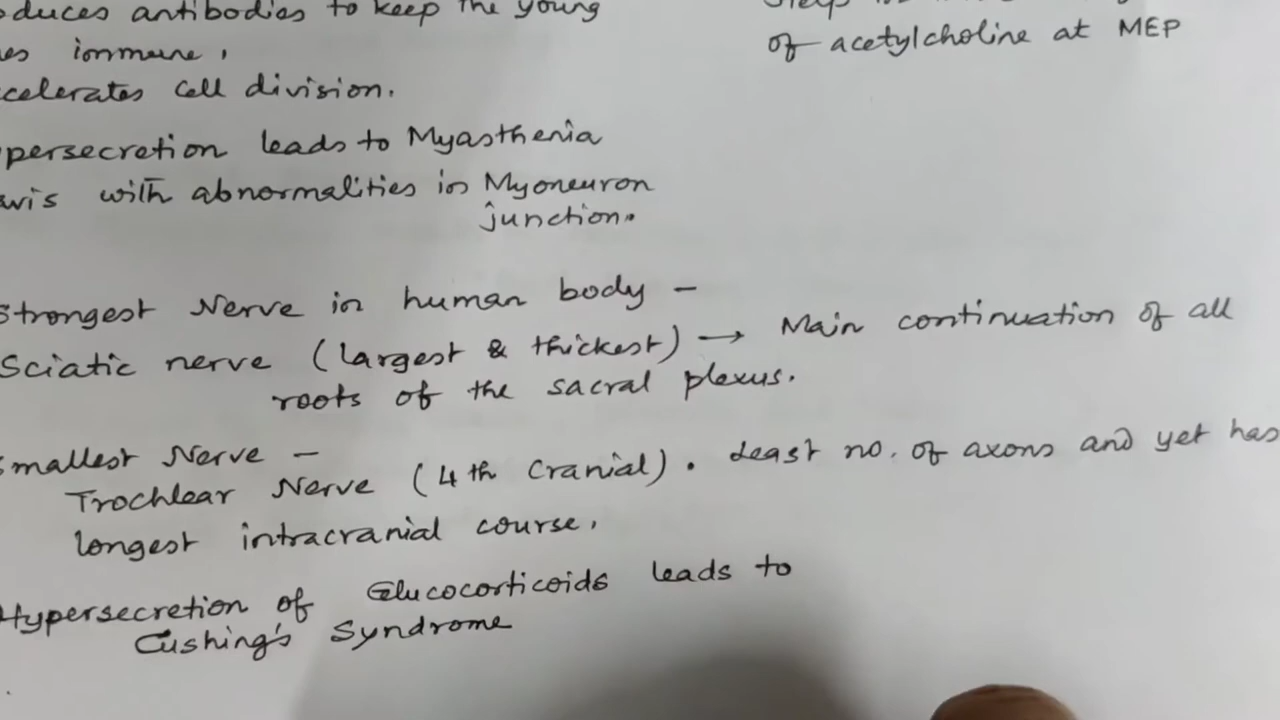 oduces antibodies to keep the young
of acetylcholine at MEP
es immune,
celerates cell division.
persecretion leads to Myasthenia
vis with abnormalities in Myoneuron
junction.
Strongest Nerve in human body -
Sciatic nerve (largest & thickest) → Main continuation of all
roots of the sacral plexus.
Smallest Nerve -
Trochlear Nerve (4th Cranial). Least no. of axons and yet has
longest intracranial course.
Hypersecretion of Glucocorticoids leads to
Cushing's Syndrome